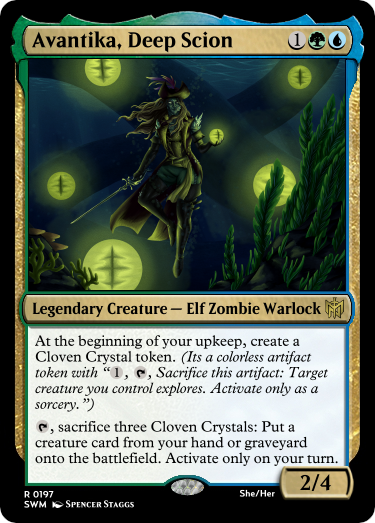 Avantika, Deep Scion 1
Legendary Creature — Elf Zombie Warlock
At the beginning of your upkeep, create a
Cloven Crystal token. (Its a colorless artifact
token with “1, , Sacrifice this artifact: Target
creature you control explores. Activate only as a
sorcery.”)
, sacrifice three Cloven Crystals: Put a
creature card from your hand or graveyard
onto the battlefield. Activate only on your turn.
2/4
R 0197
SWM Spencer Staggs
She/Her